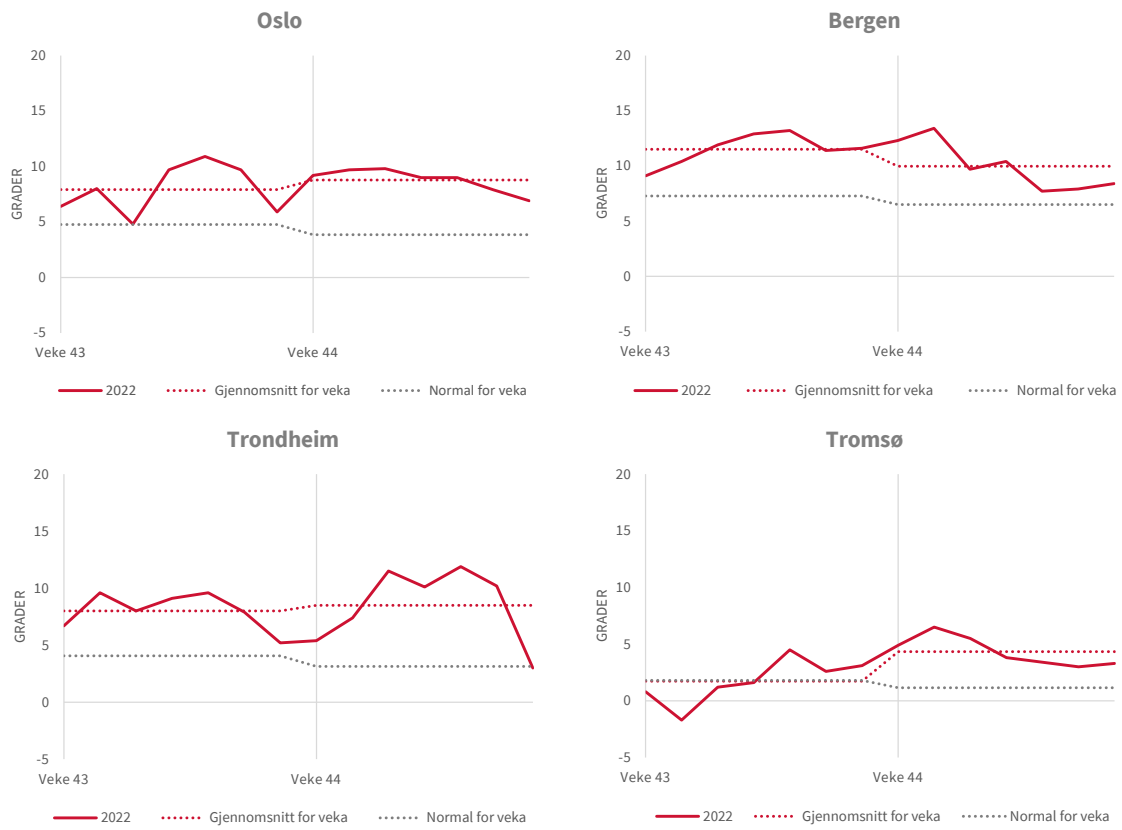 Oslo
20
15
10
5
0
-5
GRADER
Veke 43
Veke 44
2022
Gjennomsnitt for veka
Normal for veka
Bergen
20
15
10
5
0
-5
GRADER
Veke 43
Veke 44
2022
Gjennomsnitt for veka
Normal for veka
Trondheim
20
15
10
5
0
-5
GRADER
Veke 43
Veke 44
2022
Gjennomsnitt for veka
Normal for veka
Tromsø
20
15
10
5
0
-5
GRADER
Veke 43
Veke 44
2022
Gjennomsnitt for veka
Normal for veka